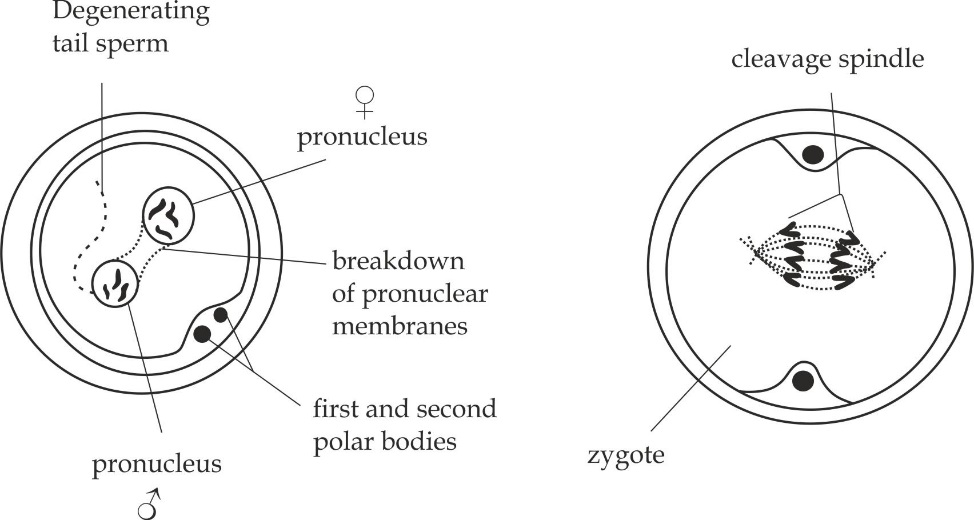 Degenerating
tail sperm
♀
pronucleus
breakdown
of pronuclear
membranes
first and second
polar bodies
pronucleus
♂
cleavage spindle
zygote